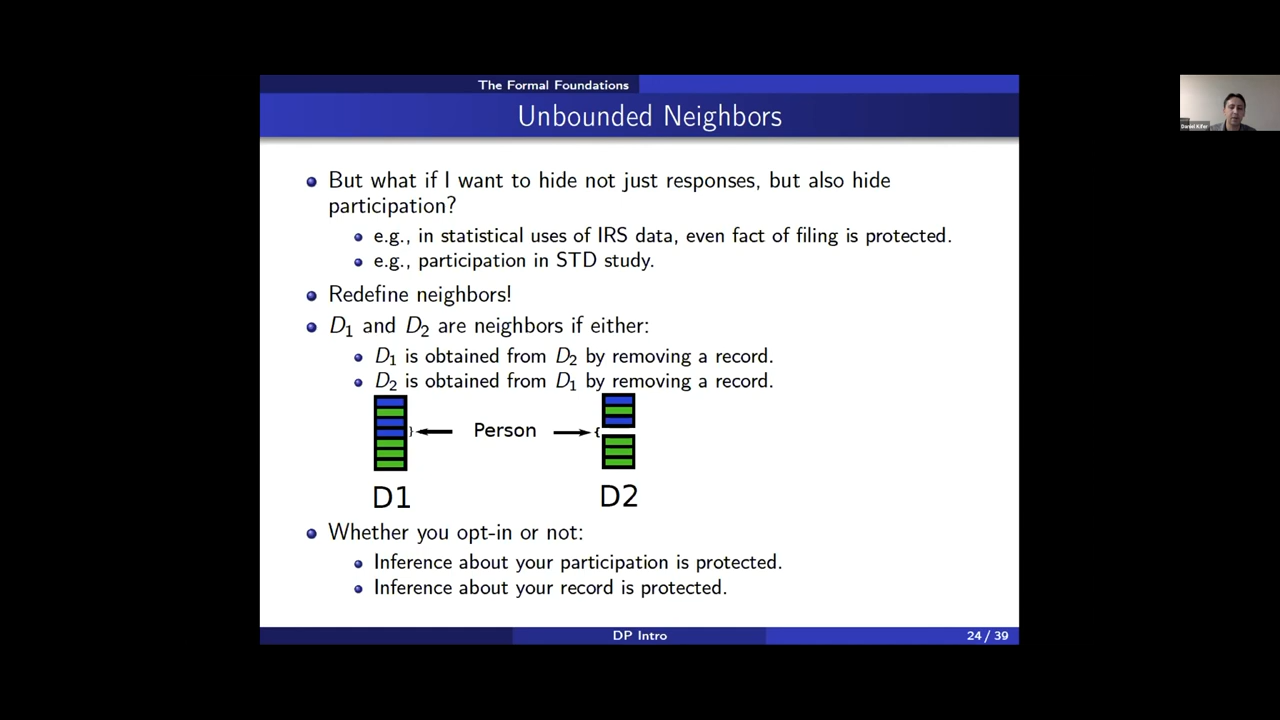 The Formal Foundations
Unbounded Neighbors
But what if I want to hide not just responses, but also hide
participation?
e.g., in statistical uses of IRS data, even fact of filing is protected.
e.g., participation in STD study.
Redefine neighbors!
D1 and D2 are neighbors if either:
D1 is obtained from D2 by removing a record.
D2 is obtained from D1 by removing a record.
Person
D1
D2
Whether you opt-in or not:
Inference about your participation is protected.
Inference about your record is protected.
DP Intro
24 / 39
Daniel Kifer